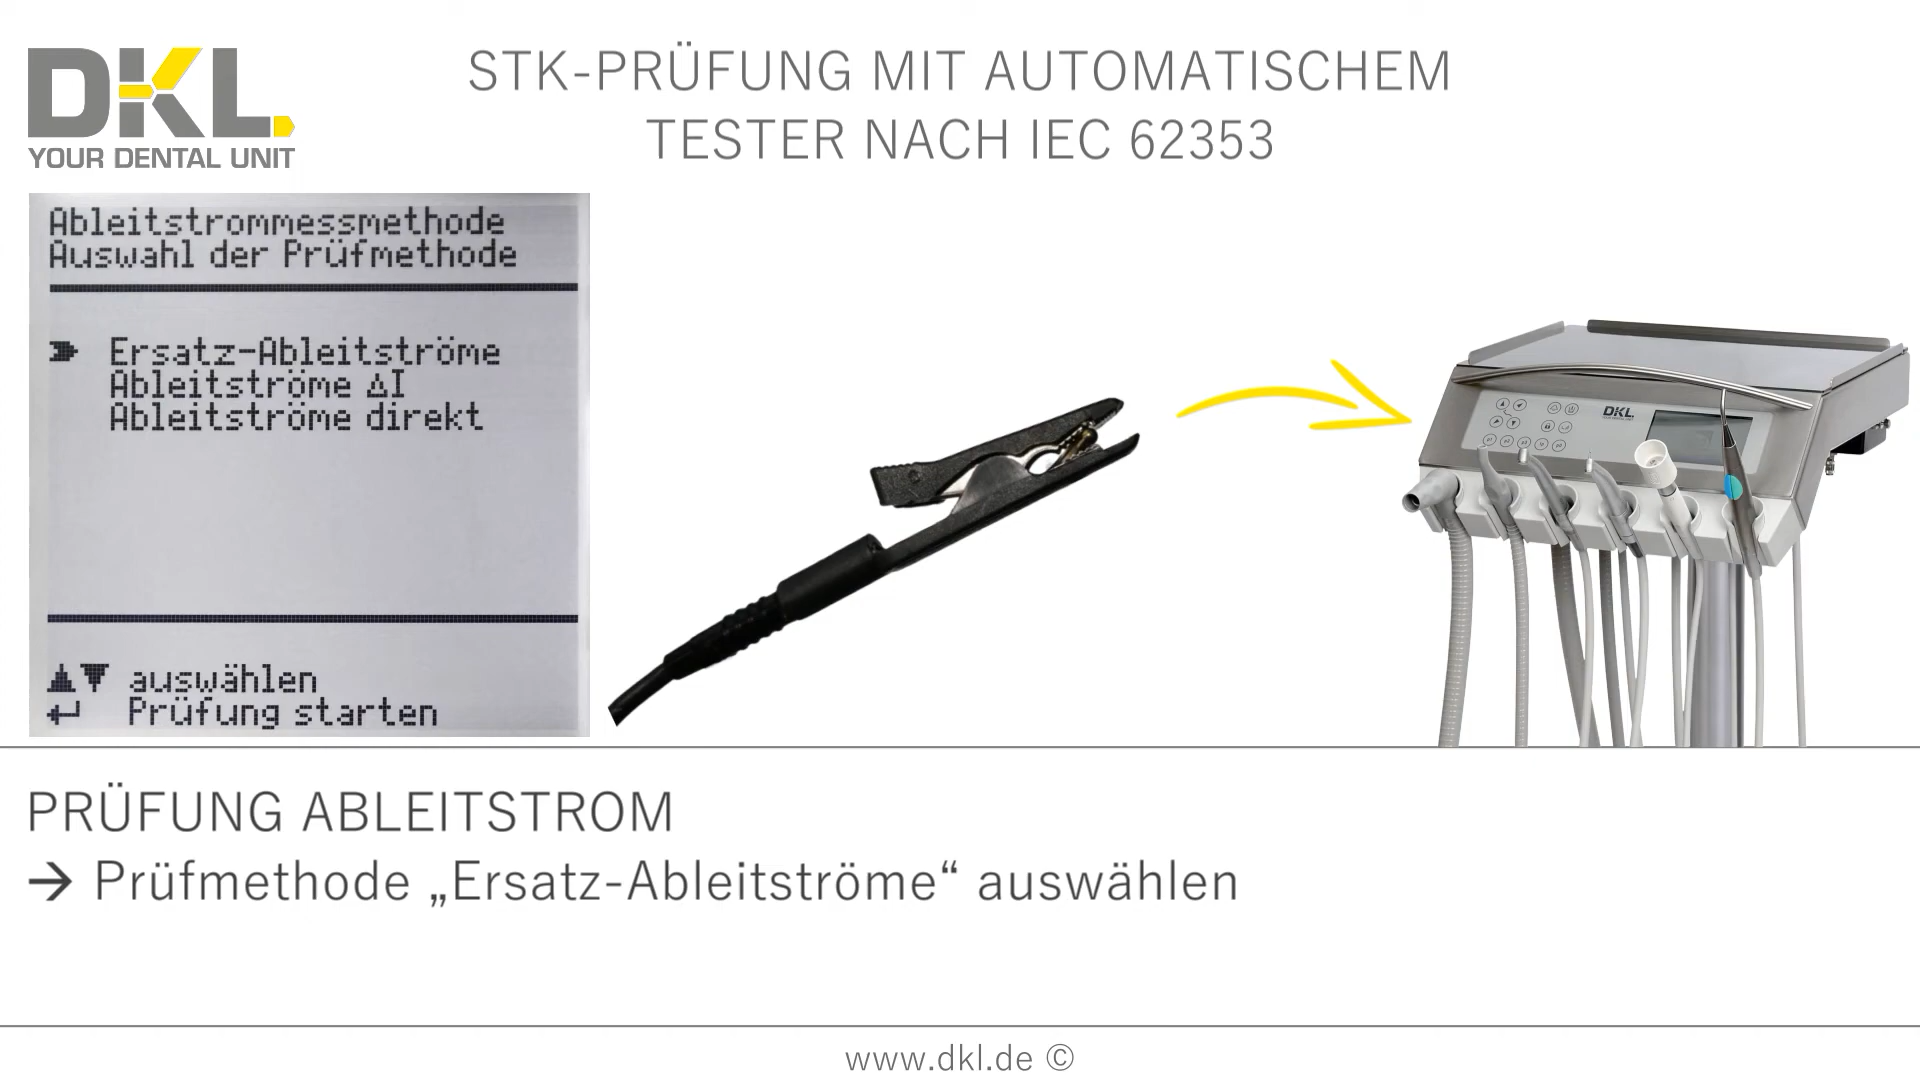 DKL.
YOUR DENTAL UNIT
STK-PRÜFUNG MIT AUTOMATISCHEM
TESTER NACH IEC 62353
Ableitstrommessmethode
Auswahl der Prüfmethode
Ersatz-Ableitströme
Ableitströme ΔI
Ableitströme direkt
▲▼ auswählen
↵ Prüfung starten
DKL.
PRÜFUNG ABLEITSTROM
→ Prüfmethode „Ersatz-Ableitströme“ auswählen
www.dkl.de ©